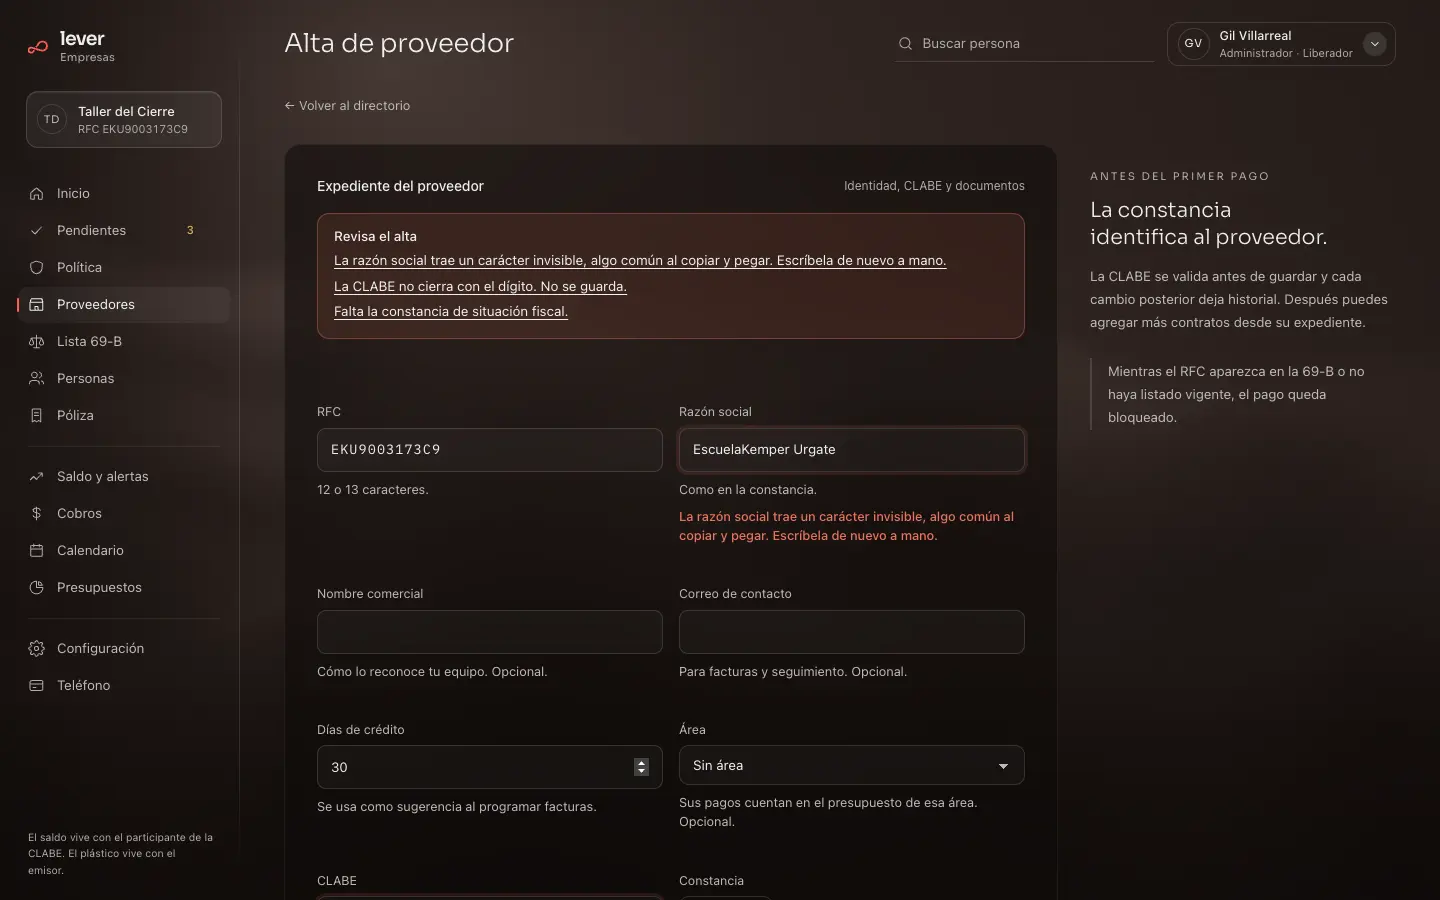 lever
Empresas
TD
Taller del Cierre
RFC EKU9003173C9
Inicio
Pendientes
3
Política
Proveedores
Lista 69-B
Personas
Póliza
Saldo y alertas
Cobros
Calendario
Presupuestos
Configuración
Teléfono
El saldo vive con el participante de la
CLABE. El plástico vive con el
emisor.
Alta de proveedor
Buscar persona
GV
Gil Villarreal
Administrador · Liberador
← Volver al directorio
Expediente del proveedor
Identidad, CLABE y documentos
Revisa el alta
La razón social trae un carácter invisible, algo común al copiar y pegar. Escríbela de nuevo a mano.
La CLABE no cierra con el dígito. No se guarda.
Falta la constancia de situación fiscal.
RFC
EKU9003173C9
12 o 13 caracteres.
Razón social
EscuelaKemper Urgate
Como en la constancia.
La razón social trae un carácter invisible, algo común al
copiar y pegar. Escríbela de nuevo a mano.
Nombre comercial
Cómo lo reconoce tu equipo. Opcional.
Correo de contacto
Para facturas y seguimiento. Opcional.
Días de crédito
30
Se usa como sugerencia al programar facturas.
Área
Sin área
Sus pagos cuentan en el presupuesto de esa área.
Opcional.
CLABE
Constancia
ANTES DEL PRIMER PAGO
La constancia
identifica al proveedor.
La CLABE se valida antes de guardar y cada
cambio posterior deja historial. Después puedes
agregar más contratos desde su expediente.
Mientras el RFC aparezca en la 69-B o no
haya listado vigente, el pago queda
bloqueado.